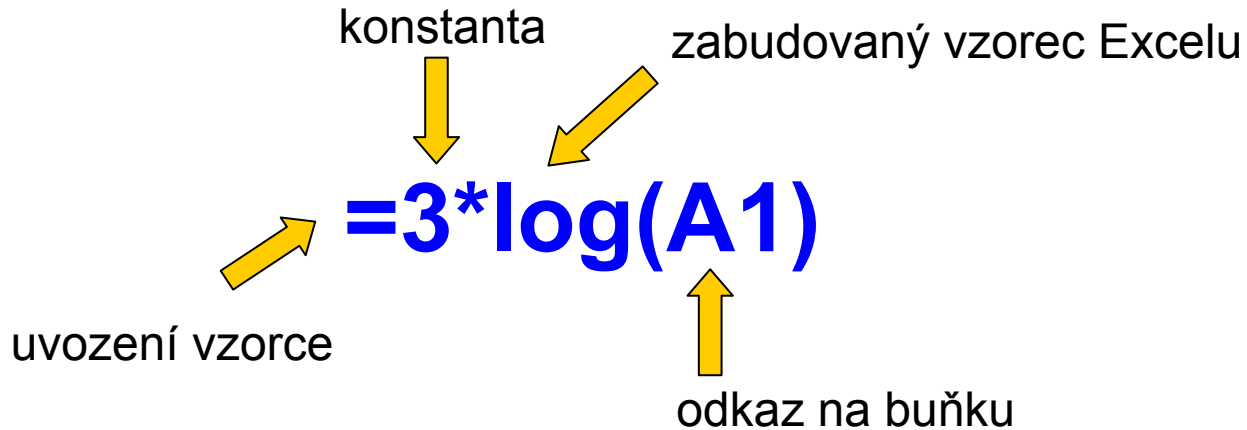 konstanta
zabudovaný vzorec Excelu
=3*log(A1)
uvození vzorce
odkaz na buňku